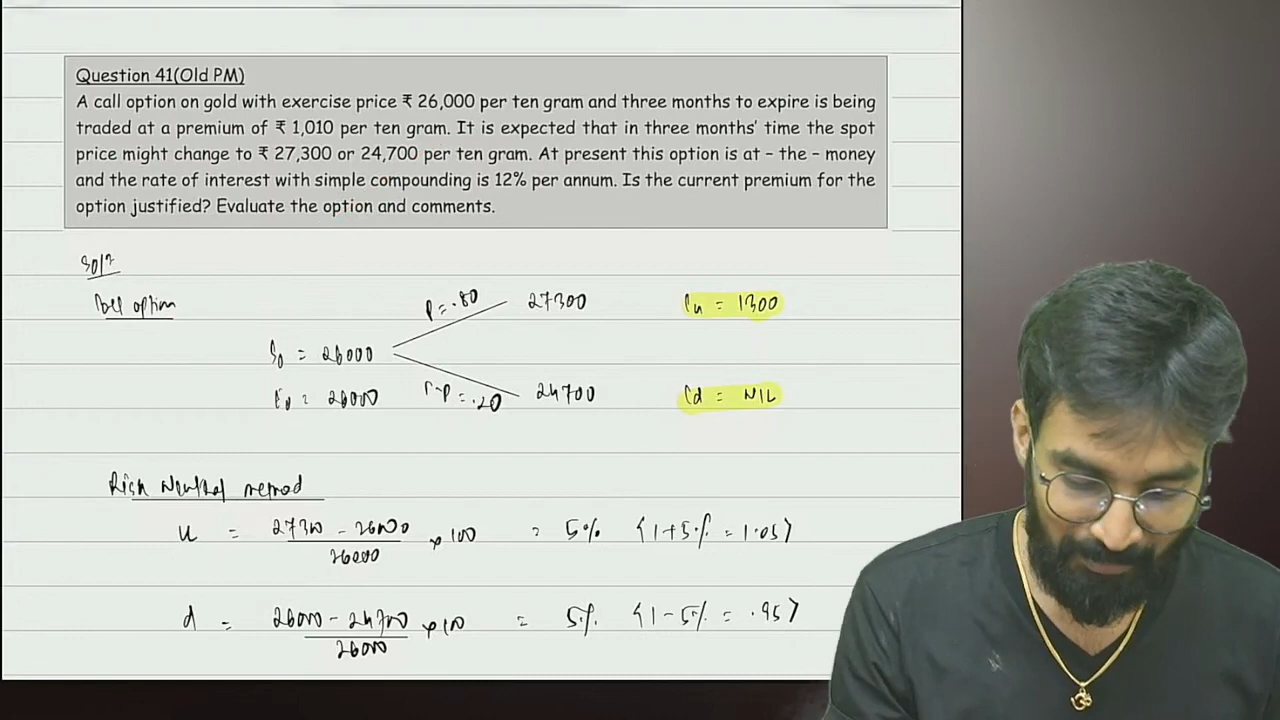 Question 41(Old PM)
A call option on gold with exercise price ₹ 26,000 per ten gram and three months to expire is being
traded at a premium of ₹ 1,010 per ten gram. It is expected that in three months' time the spot
price might change to ₹ 27,300 or 24,700 per ten gram. At present this option is at – the – money
and the rate of interest with simple compounding is 12% per annum. Is the current premium for the
option justified? Evaluate the option and comments.
Solⁿ
Call option
P = .80
27300
Cu = 1300
S0 = 26000
E0 = 26000
1-P = .20
24700
Cd = NIL
Risk Neutral method
u = 27300 - 26000 / 26000 × 100 = 5% {1+5% = 1.05}
d = 26000 - 24700 / 26000 × 100 = 5% {1-5% = .95}